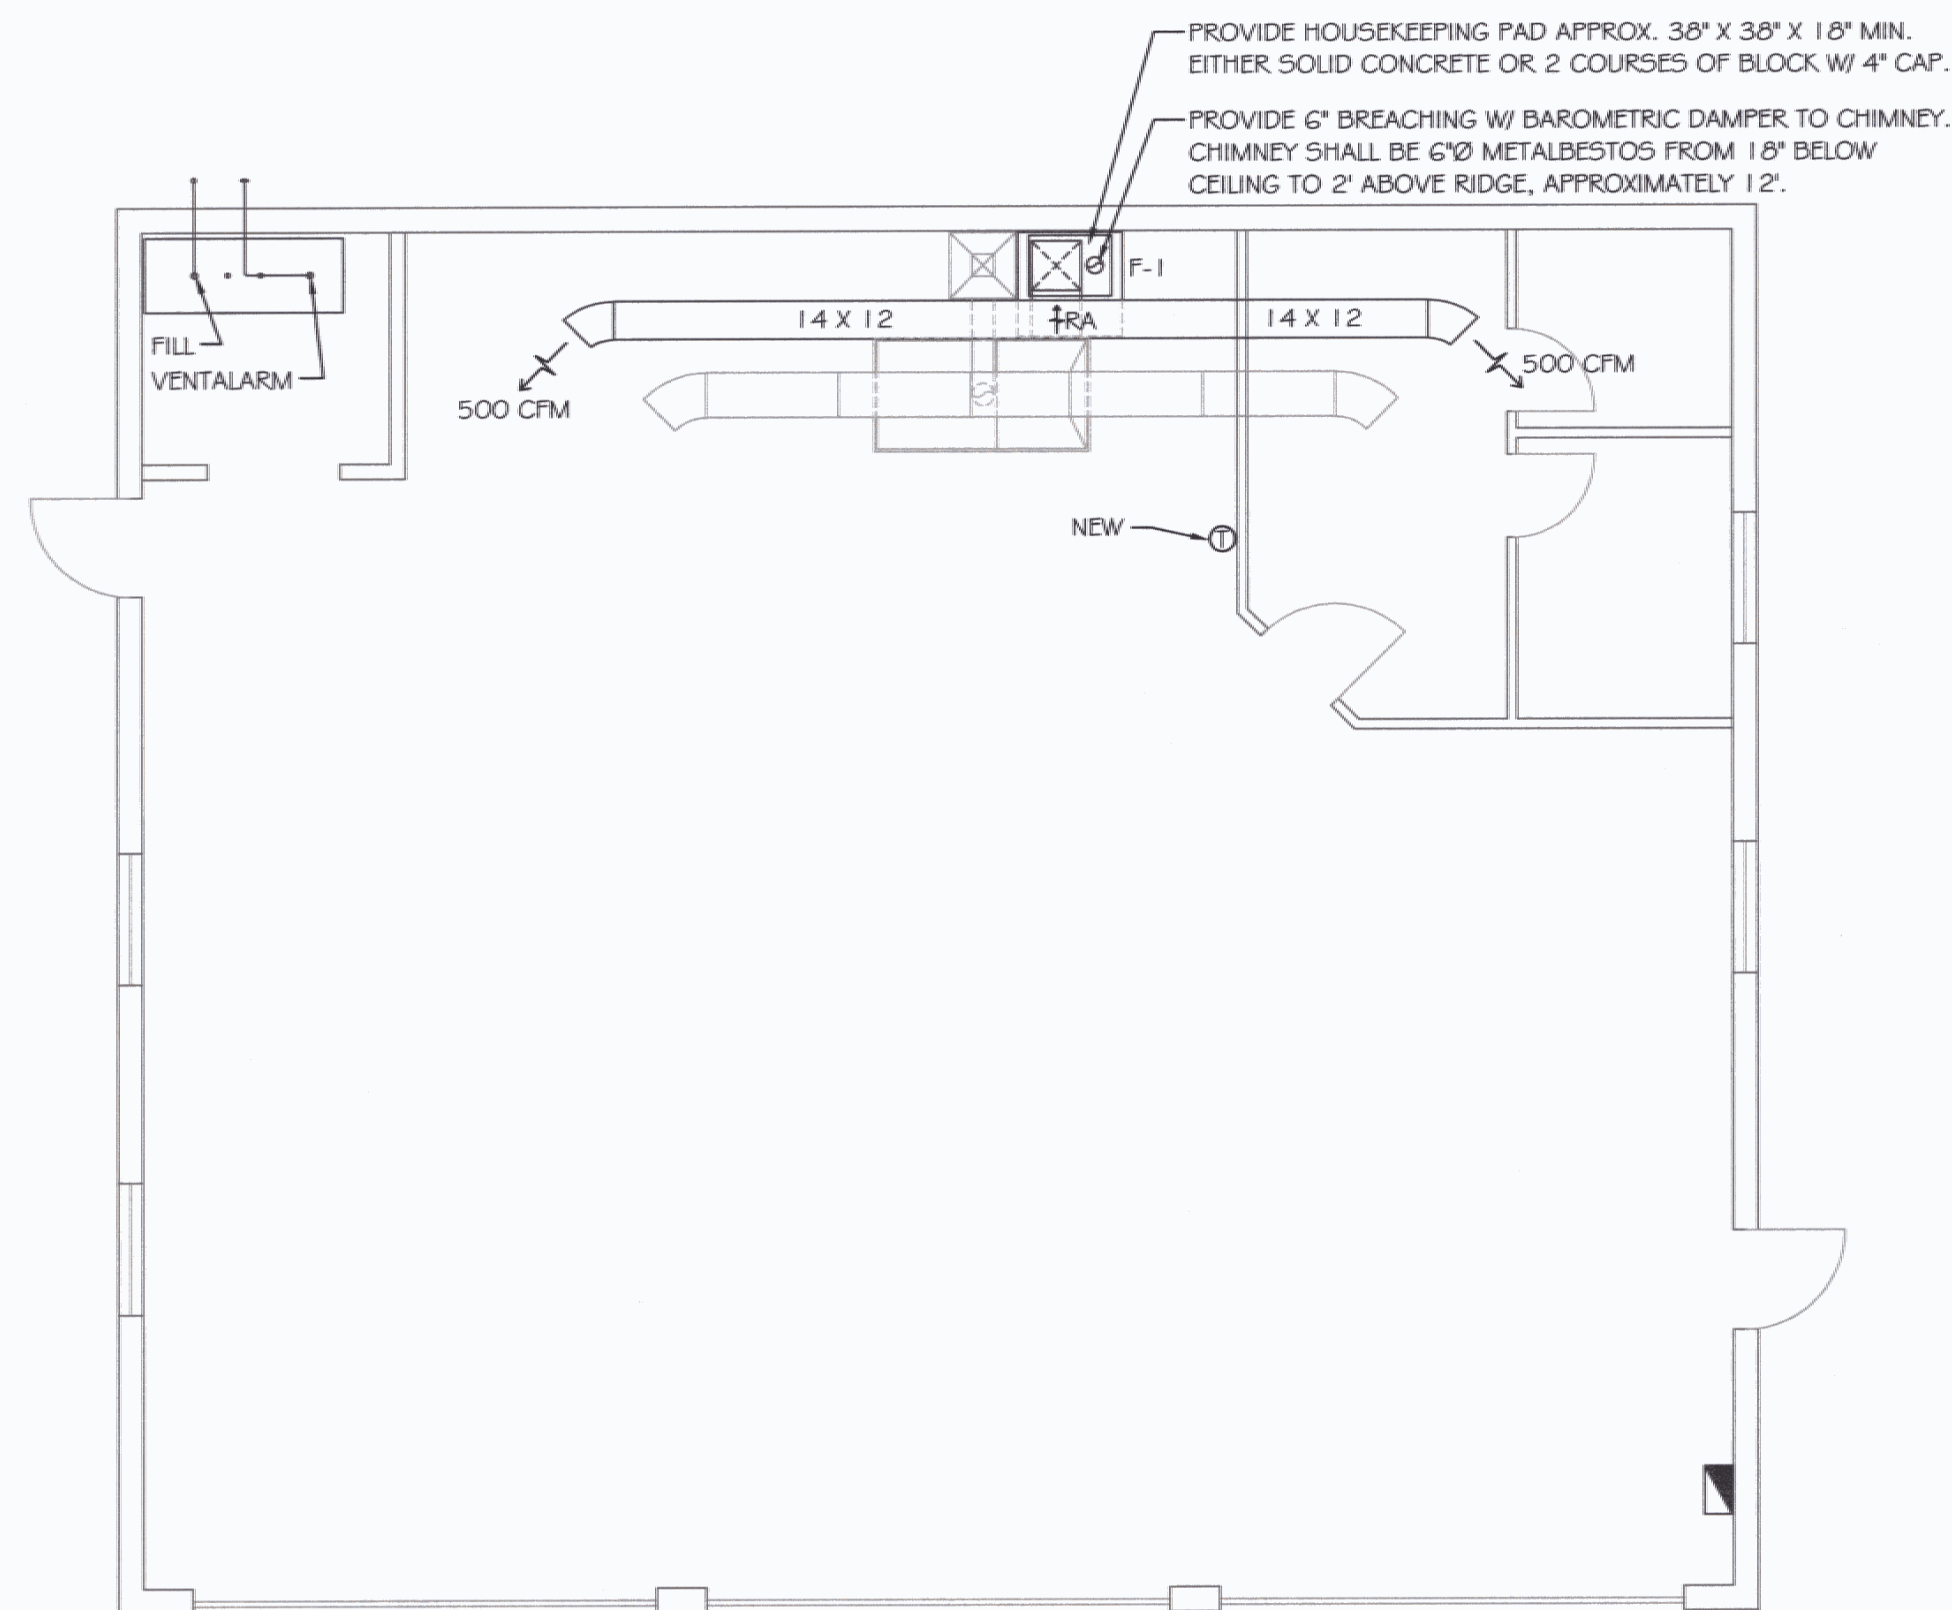 PROVIDE HOUSEKEEPING PAD APPROX. 38" X 38" X 18" MIN.
EITHER SOLID CONCRETE OR 2 COURSES OF BLOCK W/ 4" CAP.
PROVIDE 6" BREACHING W/ BAROMETRIC DAMPER TO CHIMNEY.
CHIMNEY SHALL BE 6"Ø METALBESTOS FROM 18" BELOW
CEILING TO 2' ABOVE RIDGE, APPROXIMATELY 12'.
F-1
14 X 12
RA
14 X 12
FILL
VENTALARM
500 CFM
500 CFM
NEW
T